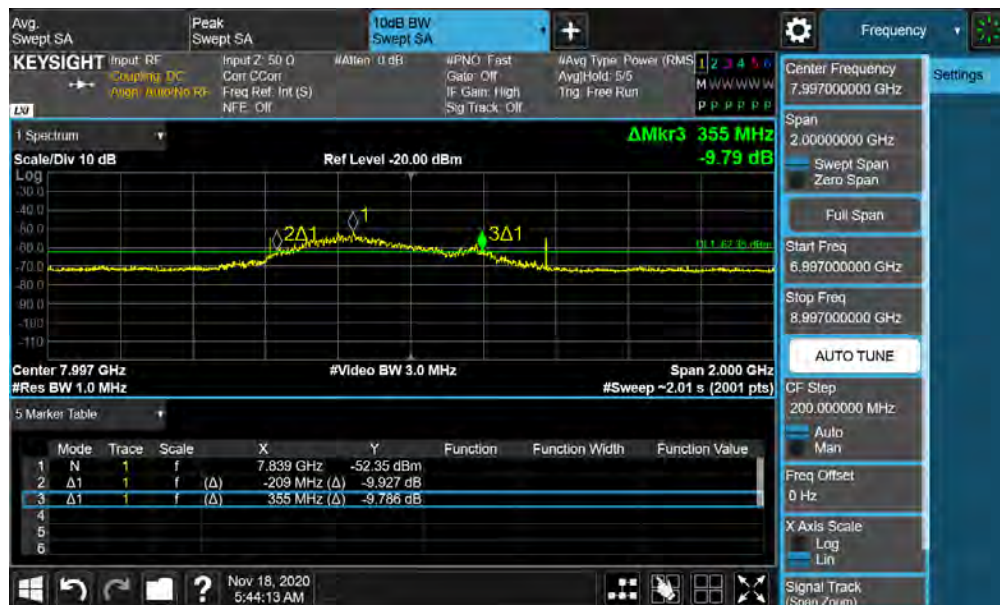 Avg.
Swept SA
Peak
Swept SA
10dB BW
Swept SA
Frequency
KEYSIGHT
Input: RF
Coupling: DC
Align: Auto/No RF
Input Z: 50 Ω
Corr CCorr
Freq Ref: Int (S)
NFE: Off
#Atten: 0 dB
#PNO: Fast
Gate: Off
IF Gain: High
Sig Track: Off
#Avg Type: Power (RMS
Avg|Hold: 5/5
Trig: Free Run
1 2 3 4 5 6
M W W W W W
P P P P P P
LXI
Center Frequency
7.997000000 GHz
Settings
1 Spectrum
ΔMkr3 355 MHz
-9.79 dB
Scale/Div 10 dB
Ref Level -20.00 dBm
Log
-30.0
-40.0
-50.0
-60.0
-70.0
-80.0
-90.0
-100
-110
1
2Δ1
3Δ1
DL1 -62.35 dBm
Center 7.997 GHz
#Res BW 1.0 MHz
#Video BW 3.0 MHz
Span 2.000 GHz
#Sweep ~2.01 s (2001 pts)
Span
2.00000000 GHz
Swept Span
Zero Span
Full Span
Start Freq
6.997000000 GHz
Stop Freq
8.997000000 GHz
AUTO TUNE
CF Step
200.000000 MHz
Auto
Man
Freq Offset
0 Hz
X Axis Scale
Log
Lin
Signal Track
(Span Zoom)
5 Marker Table
Mode Trace Scale X Y Function Function Width Function Value
1 N 1 f 7.839 GHz -52.35 dBm
2 Δ1 1 f (Δ) -209 MHz (Δ) -9.927 dB
3 Δ1 1 f (Δ) 355 MHz (Δ) -9.786 dB
4
5
6
?
Nov 18, 2020
5:44:13 AM